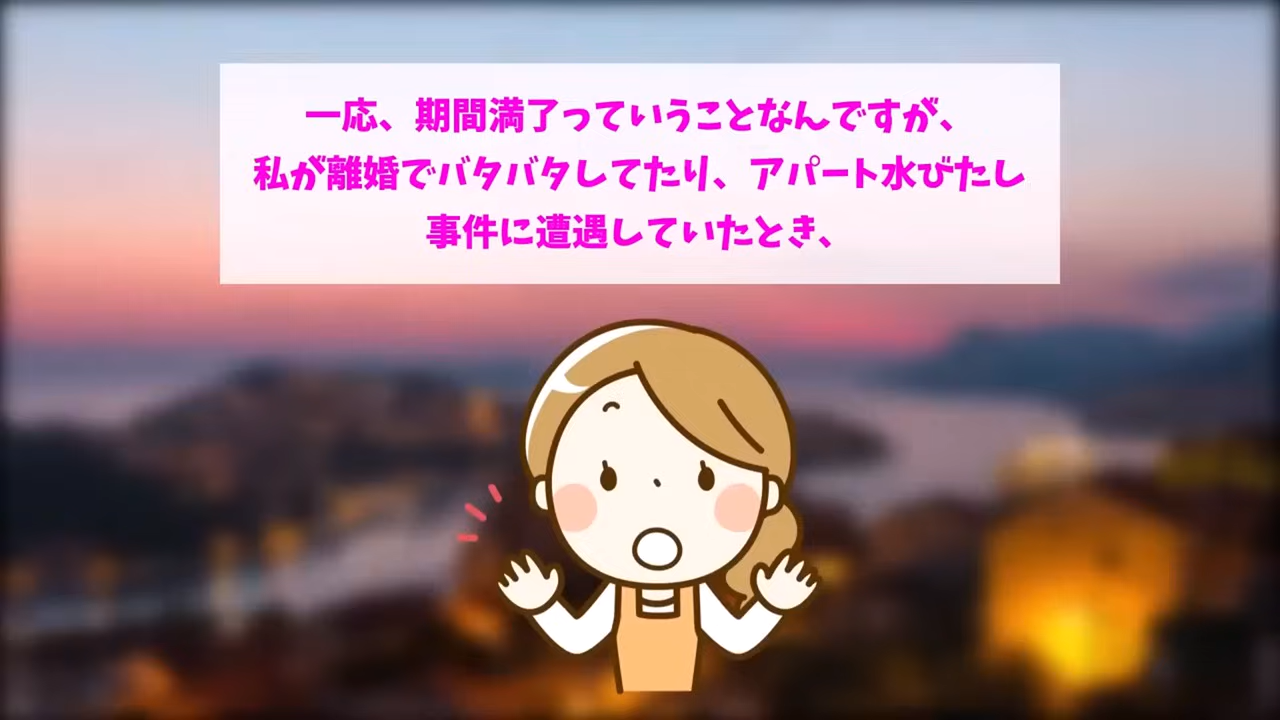 一応、期間満了っていうことなんですが、
私が離婚でバタバタしてたり、アパート水びたし
事件に遭遇していたとき、